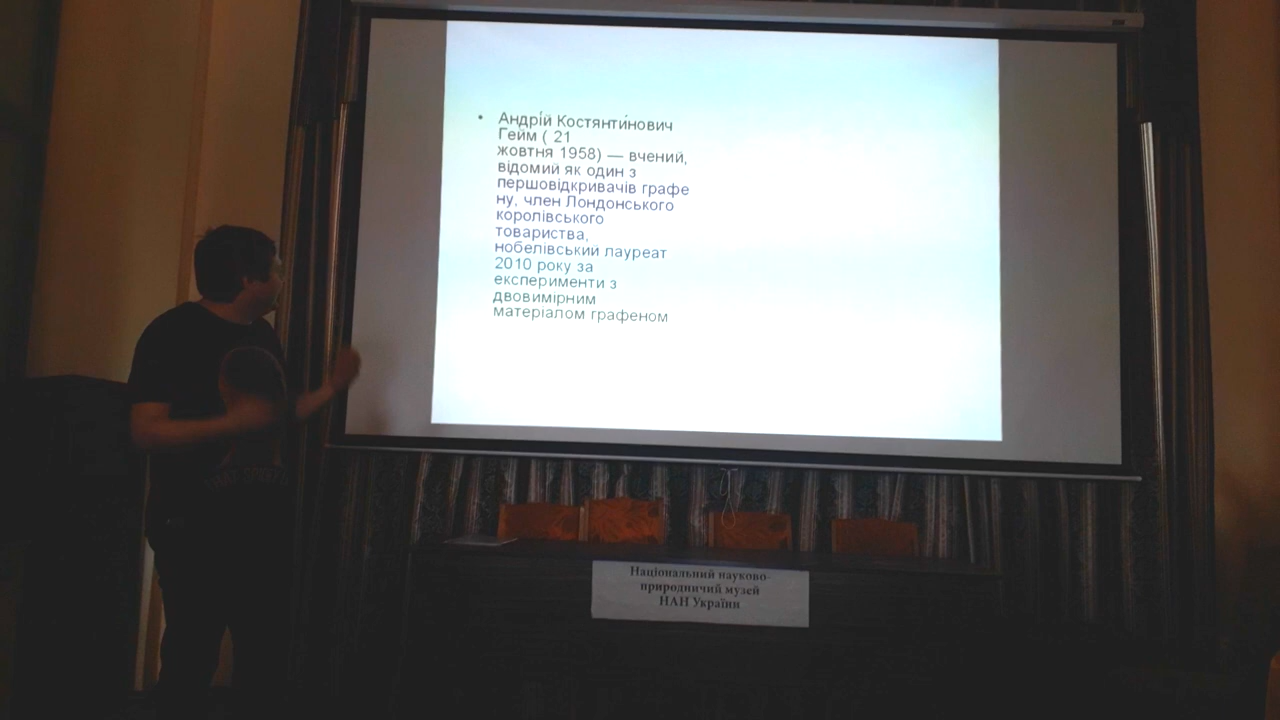 • Андрі́й Костянти́нович
Гейм ( 21
жовтня 1958) — вчений,
відомий як один з
першовідкривачів графе
ну, член Лондонського
королівського
товариства,
нобелівський лауреат
2010 року за
експерименти з
двовимірним
матеріалом графеном
Національний науково-
природничий музей
НАН України